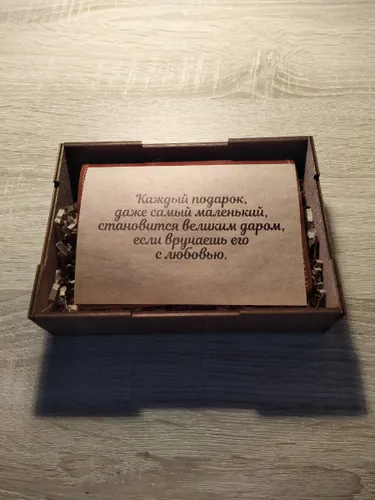 Каждый подарок,
даже самый маленький,
становится великим даром,
если вручаешь его
с любовью.